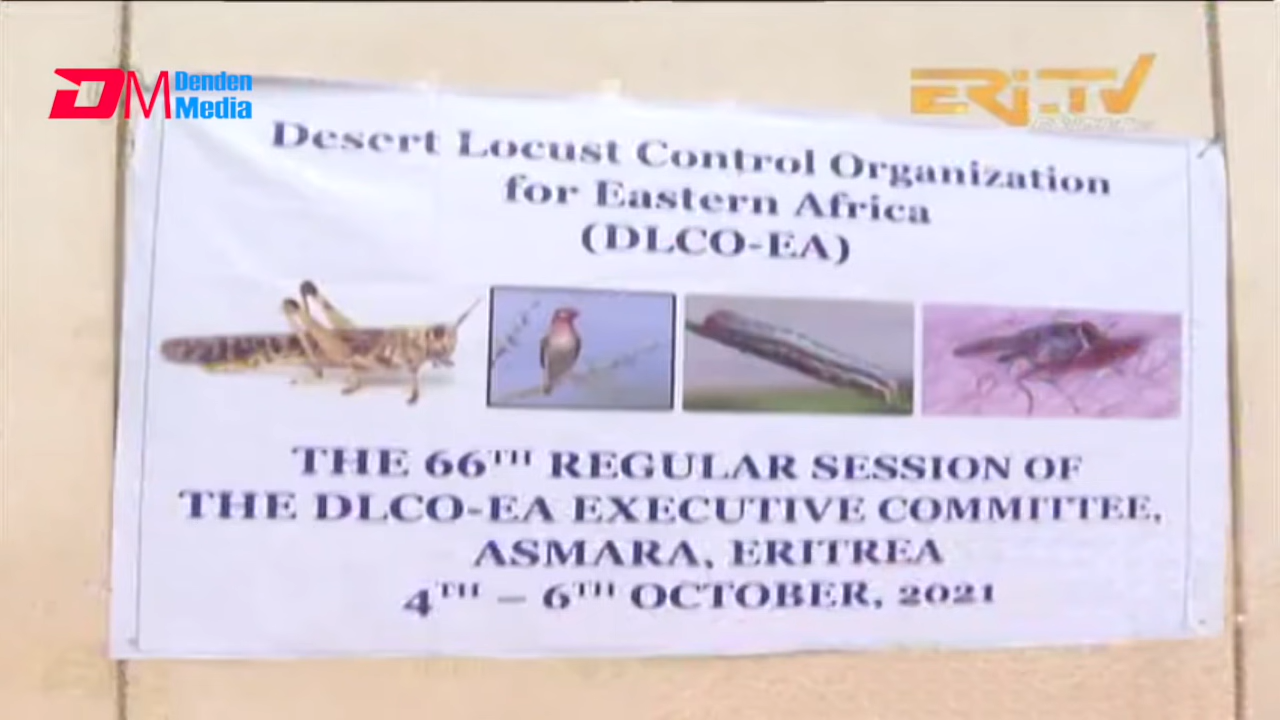 DM Denden Media
ERi-TV
Desert Locust Control Organization
for Eastern Africa
(DLCO-EA)
THE 66TH REGULAR SESSION OF
THE DLCO-EA EXECUTIVE COMMITTEE,
ASMARA, ERITREA
4TH – 6TH OCTOBER, 2021